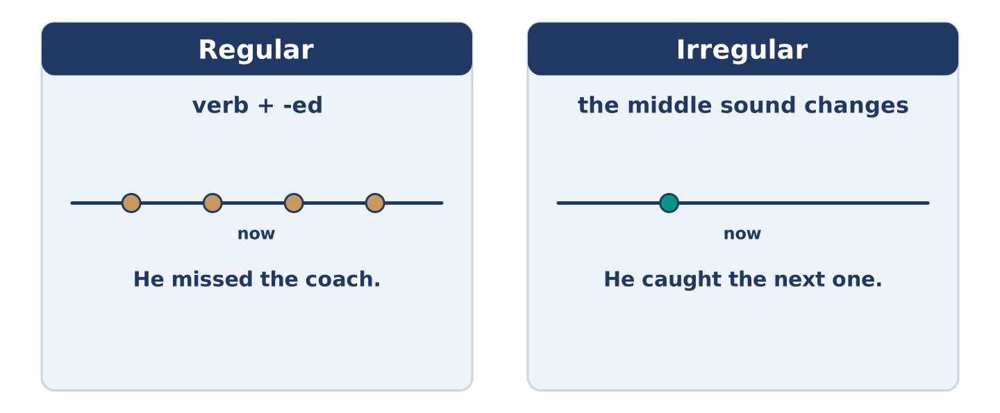 Regular
verb + -ed
now
He missed the coach.
Irregular
the middle sound changes
now
He caught the next one.